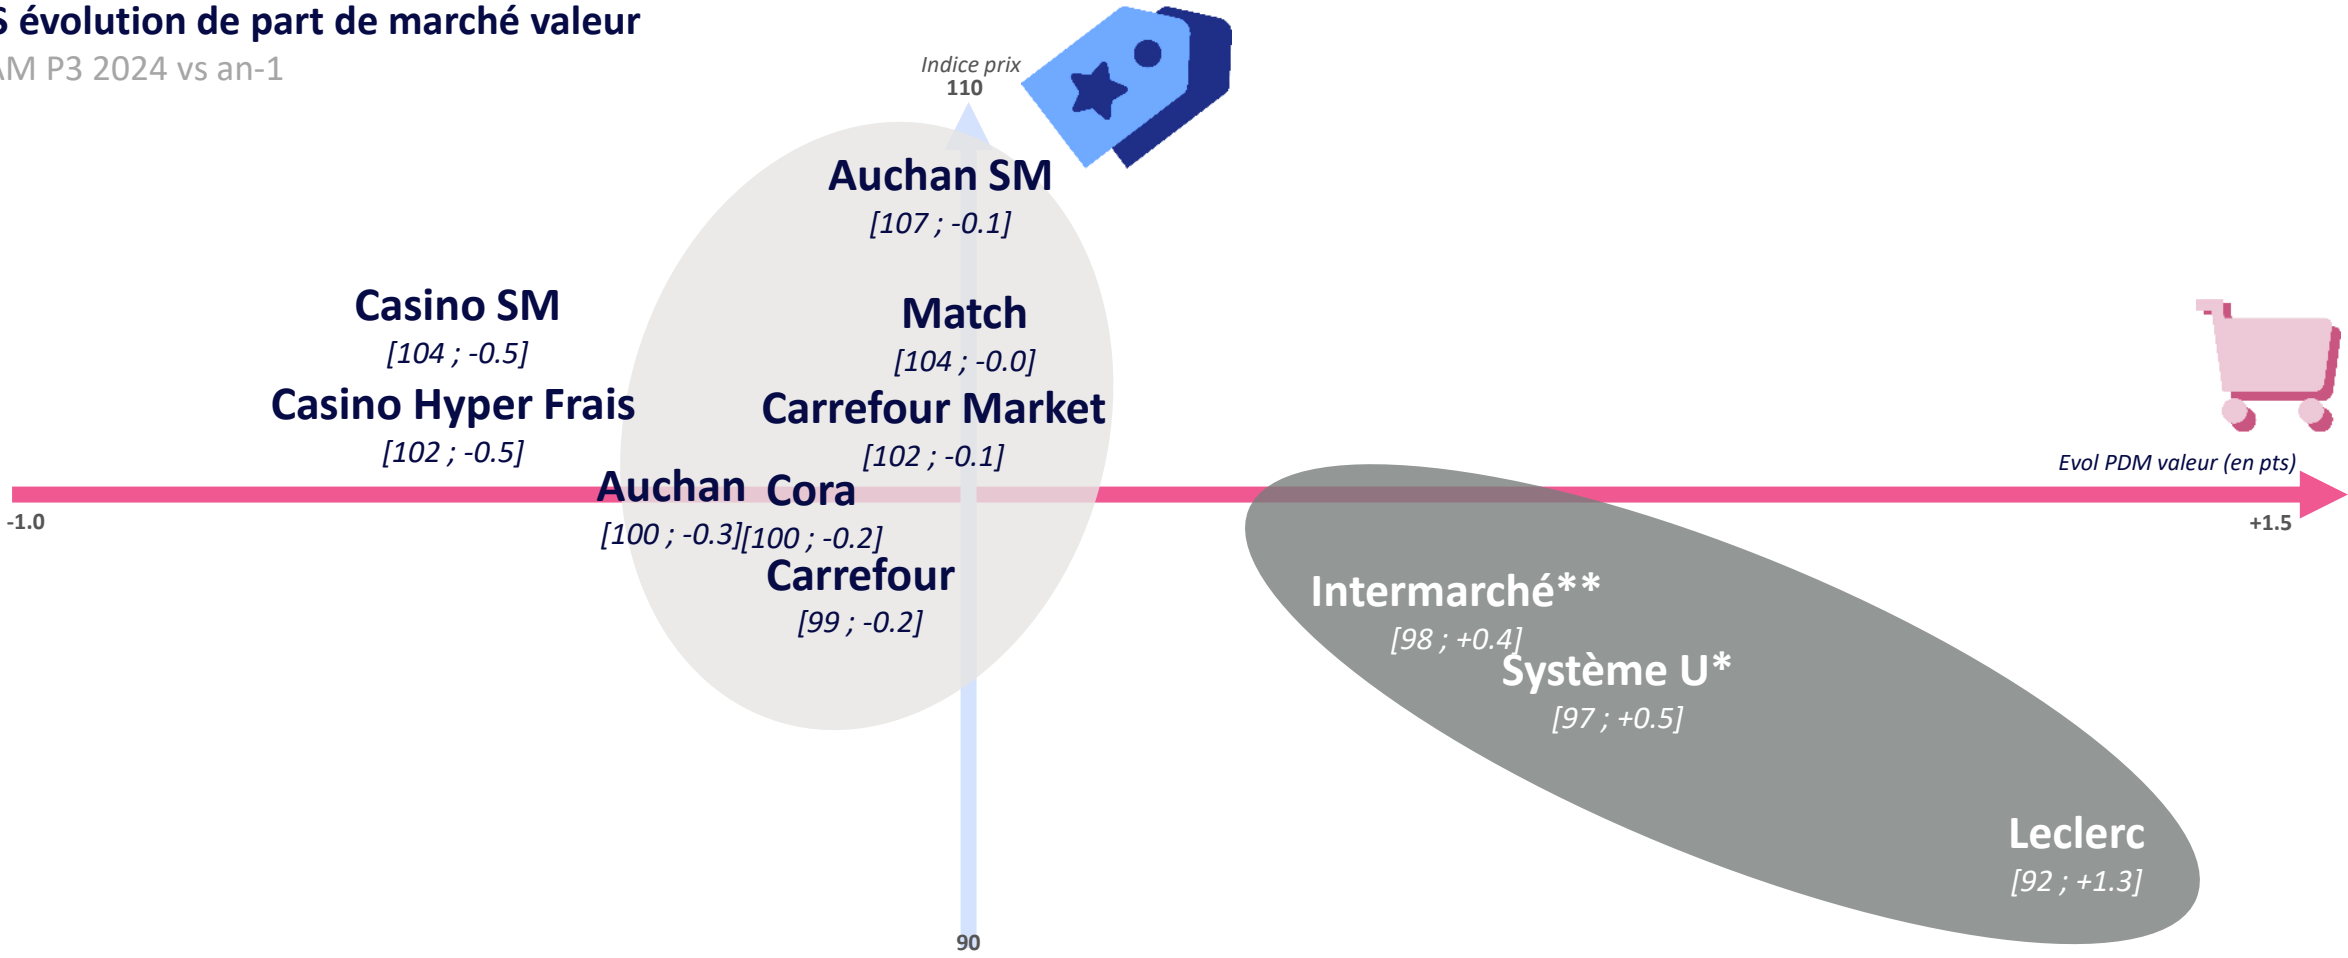 évolution de part de marché valeur
P3 2024 vs an-1
Indice prix
110
Auchan SM
[107 ; -0.1]
Casino SM
[104 ; -0.5]
Match
[104 ; -0.0]
Casino Hyper Frais
[102 ; -0.5]
Carrefour Market
[102 ; -0.1]
Evol PDM valeur (en pts)
Auchan
[100 ; -0.3]
Cora
[100 ; -0.2]
-1.0
+1.5
Carrefour
[99 ; -0.2]
Intermarché**
[98 ; +0.4]
Système U*
[97 ; +0.5]
Leclerc
[92 ; +1.3]
90